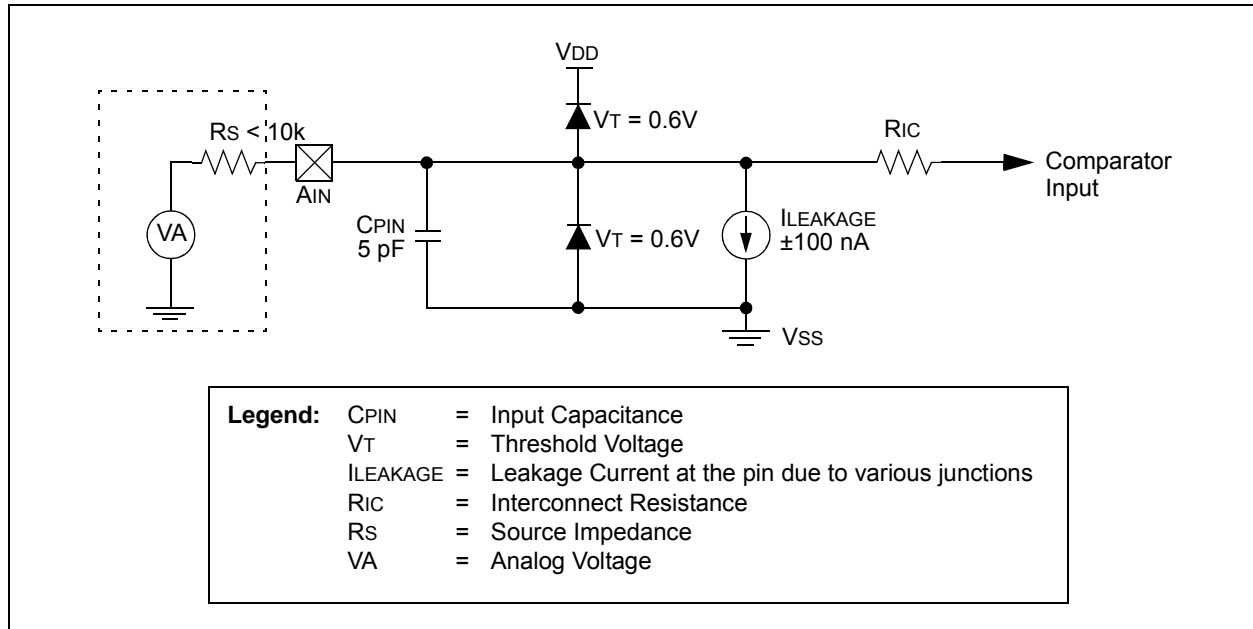 VDD
VT = 0.6V
RS < 10k
RIC
AIN
Comparator
Input
VA
CPIN
5 pF
VT = 0.6V
ILEAKAGE
±100 nA
VSS
Legend: CPIN = Input Capacitance
VT = Threshold Voltage
ILEAKAGE = Leakage Current at the pin due to various junctions
RIC = Interconnect Resistance
RS = Source Impedance
VA = Analog Voltage